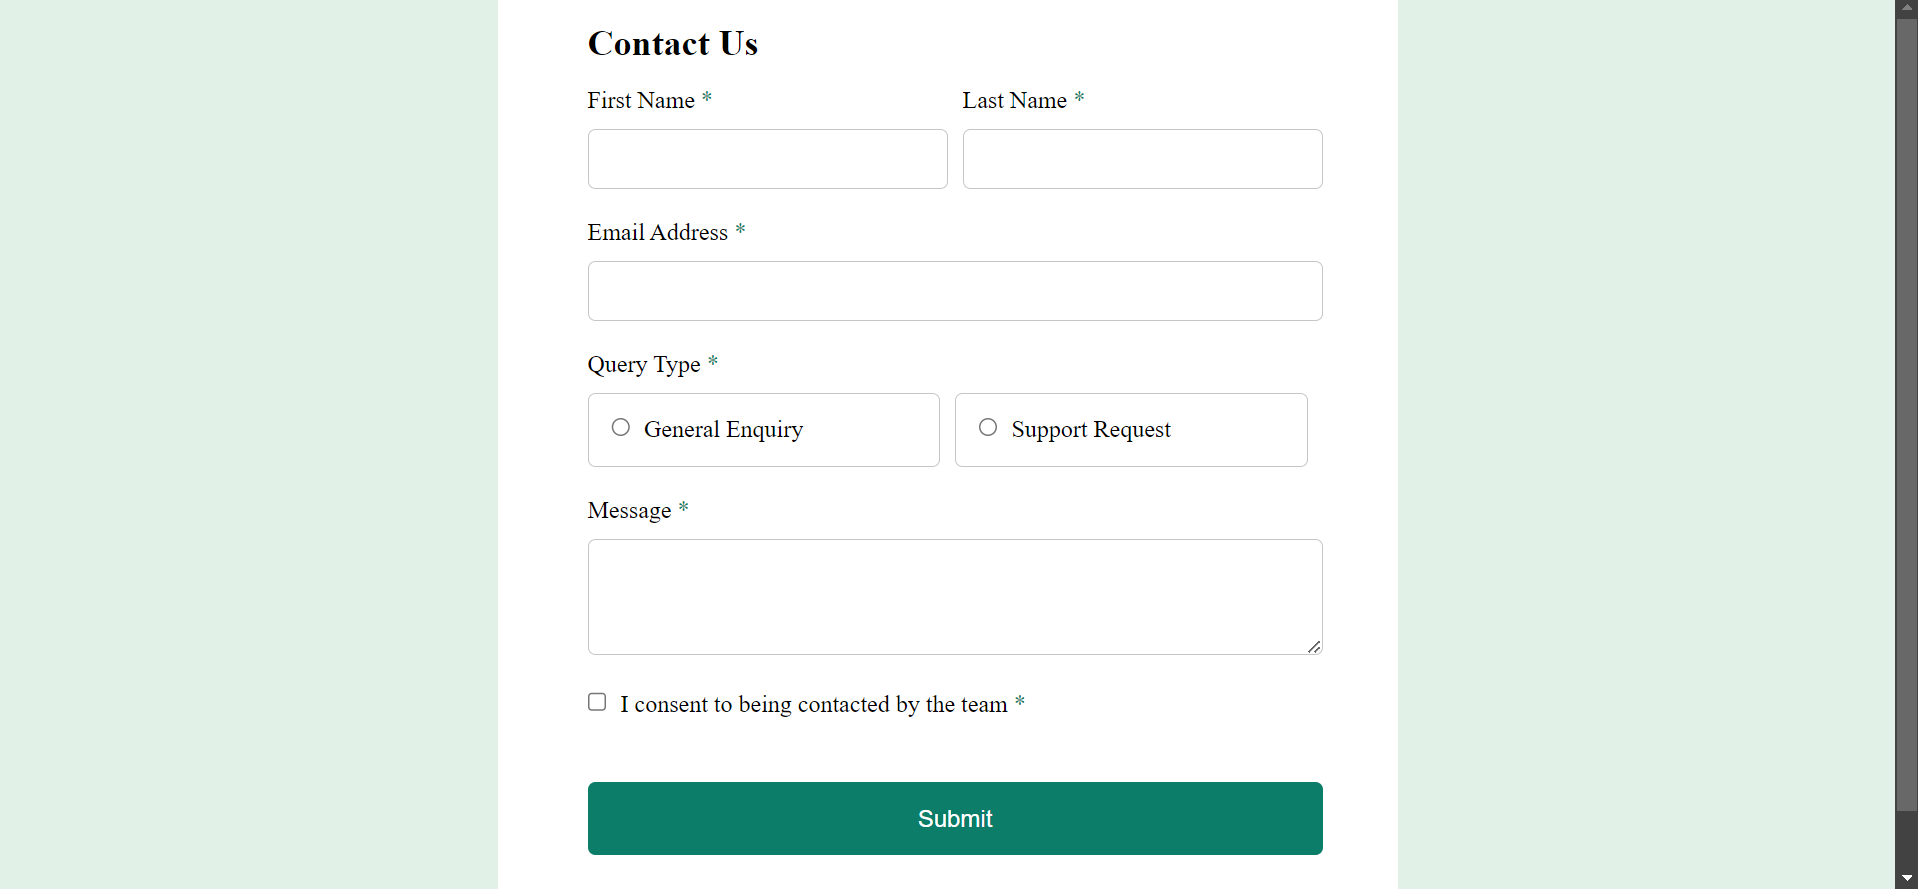 Contact Us
First Name * Last Name *
Email Address *
Query Type *
General Enquiry Support Request
Message *
I consent to being contacted by the team *
Submit